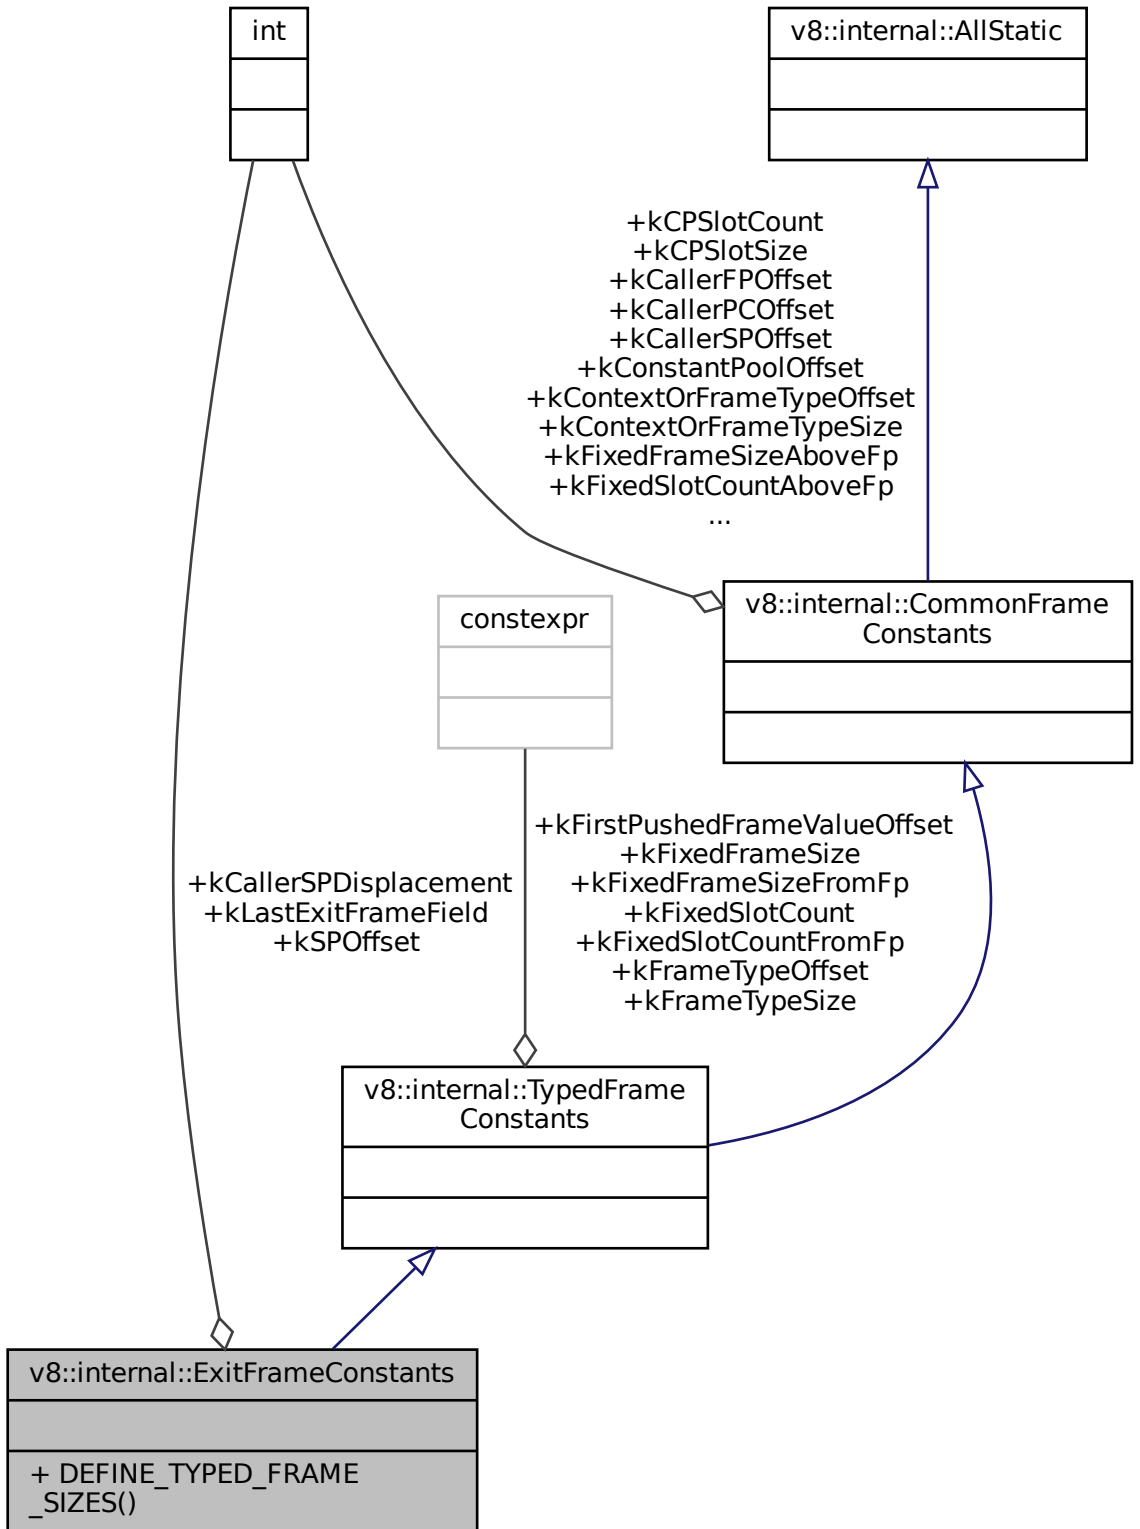 int
v8::internal::AllStatic
+kCPSlotCount
+kCPSlotSize
+kCallerFPOffset
+kCallerPCOffset
+kCallerSPOffset
+kConstantPoolOffset
+kContextOrFrameTypeOffset
+kContextOrFrameTypeSize
+kFixedFrameSizeAboveFp
+kFixedSlotCountAboveFp
...
constexpr
v8::internal::CommonFrame
Constants
+kCallerSPDisplacement
+kLastExitFrameField
+kSPOffset
+kFirstPushedFrameValueOffset
+kFixedFrameSize
+kFixedFrameSizeFromFp
+kFixedSlotCount
+kFixedSlotCountFromFp
+kFrameTypeOffset
+kFrameTypeSize
v8::internal::TypedFrame
Constants
v8::internal::ExitFrameConstants
+ DEFINE_TYPED_FRAME
_SIZES()